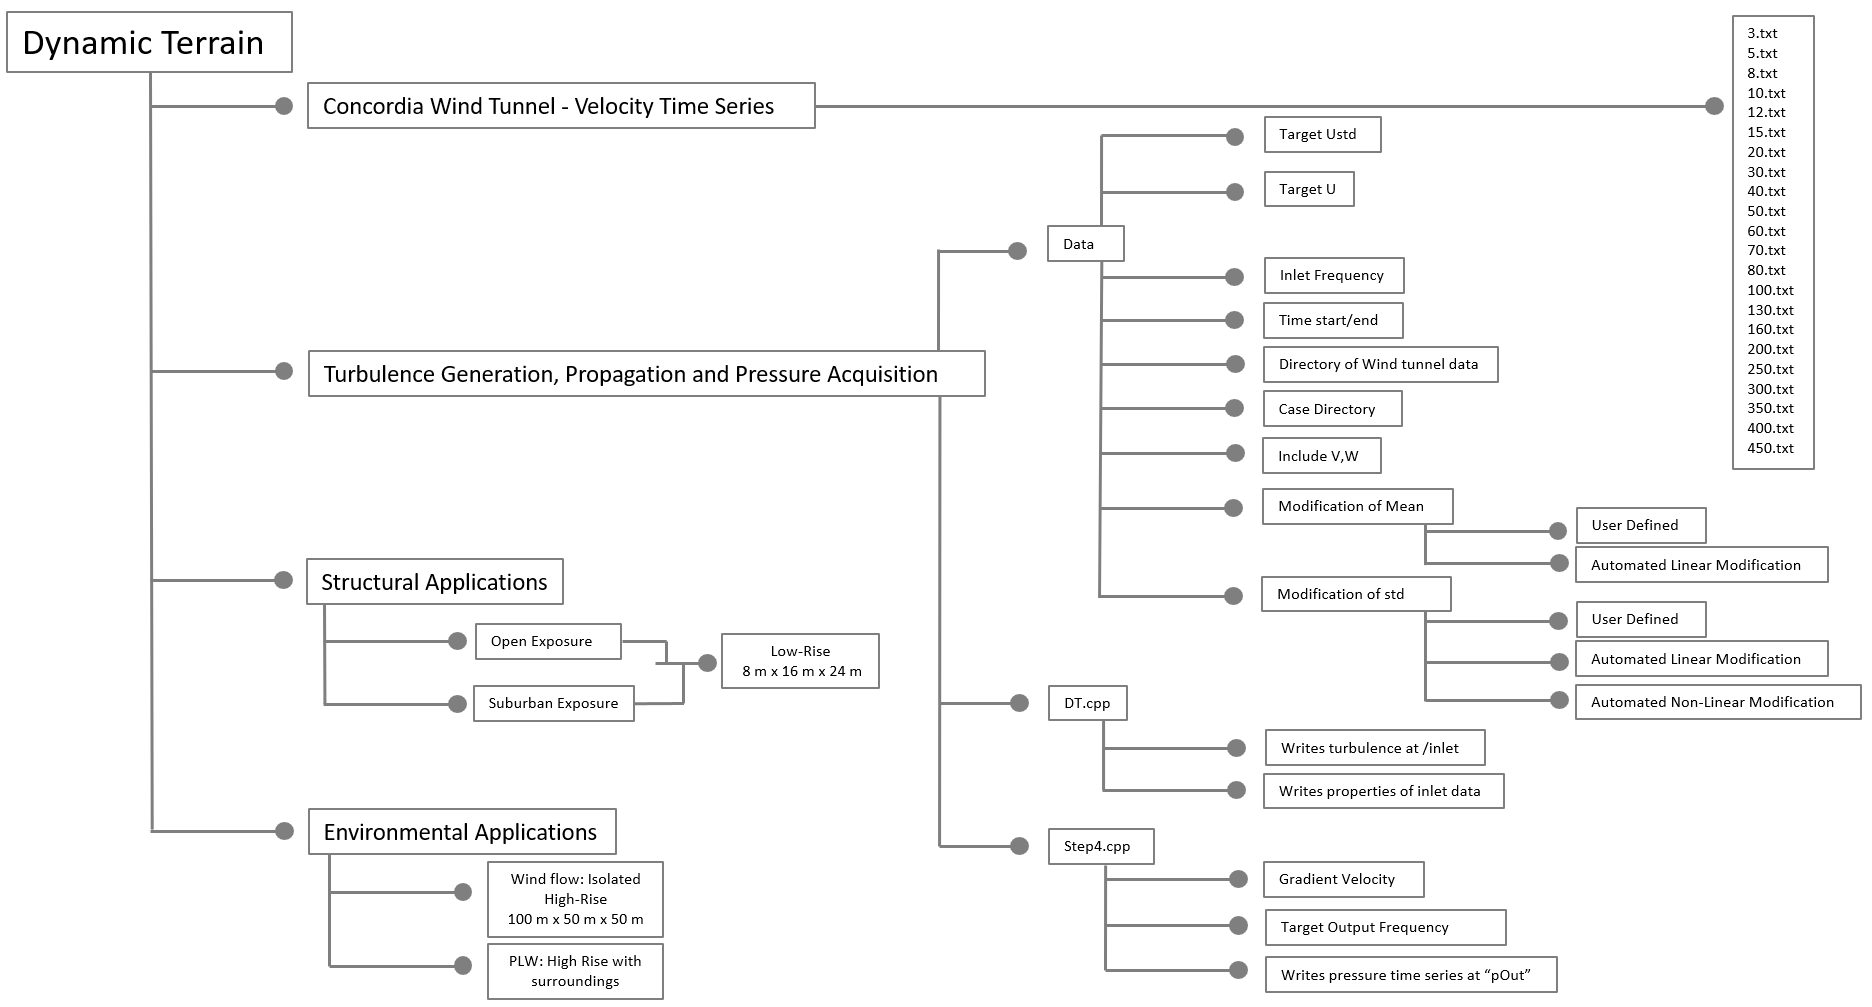 Dynamic Terrain
Concordia Wind Tunnel - Velocity Time Series
3.txt
5.txt
8.txt
10.txt
12.txt
15.txt
20.txt
30.txt
40.txt
50.txt
60.txt
70.txt
80.txt
100.txt
130.txt
160.txt
200.txt
250.txt
300.txt
350.txt
400.txt
450.txt
Turbulence Generation, Propagation and Pressure Acquisition
Data
Target Ustd
Target U
Inlet Frequency
Time start/end
Directory of Wind tunnel data
Case Directory
Include V,W
Modification of Mean
User Defined
Automated Linear Modification
Modification of std
User Defined
Automated Linear Modification
Automated Non-Linear Modification
DT.cpp
Writes turbulence at /inlet
Writes properties of inlet data
Step4.cpp
Gradient Velocity
Target Output Frequency
Writes pressure time series at “pOut”
Structural Applications
Open Exposure
Suburban Exposure
Low-Rise
8 m x 16 m x 24 m
Environmental Applications
Wind flow: Isolated
High-Rise
100 m x 50 m x 50 m
PLW: High Rise with
surroundings